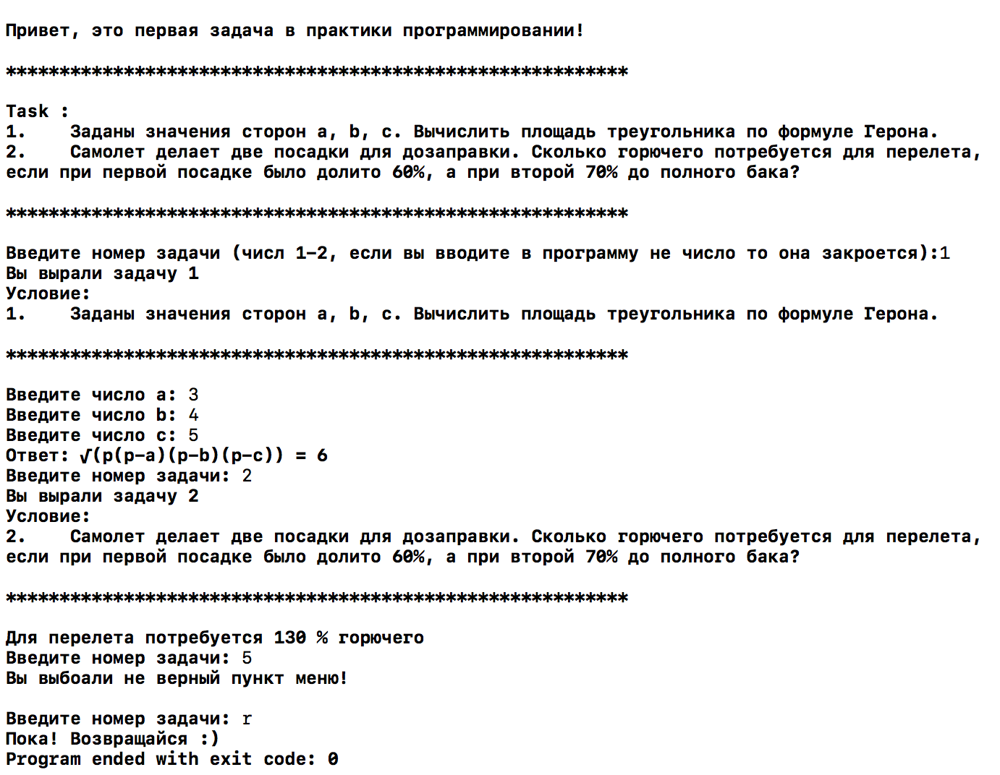 Привет, это первая задача в практики программировании!
**********************************************************
Task :
1.    Заданы значения сторон a, b, c. Вычислить площадь треугольника по формуле Герона.
2.    Самолет делает две посадки для дозаправки. Сколько горючего потребуется для перелета,
если при первой посадке было долито 60%, а при второй 70% до полного бака?
**********************************************************
Введите номер задачи (числ 1-2, если вы вводите в программу не число то она закроется):1
Вы вырали задачу 1
Условие:
1.    Заданы значения сторон a, b, c. Вычислить площадь треугольника по формуле Герона.
**********************************************************
Введите число a: 3
Введите число b: 4
Введите число c: 5
Ответ: √(p(p-a)(p-b)(p-c)) = 6
Введите номер задачи: 2
Вы вырали задачу 2
Условие:
2.    Самолет делает две посадки для дозаправки. Сколько горючего потребуется для перелета,
если при первой посадке было долито 60%, а при второй 70% до полного бака?
**********************************************************
Для перелета потребуется 130 % горючего
Введите номер задачи: 5
Вы выбоали не верный пункт меню!
Введите номер задачи: r
Пока! Возвращайся :)
Program ended with exit code: 0